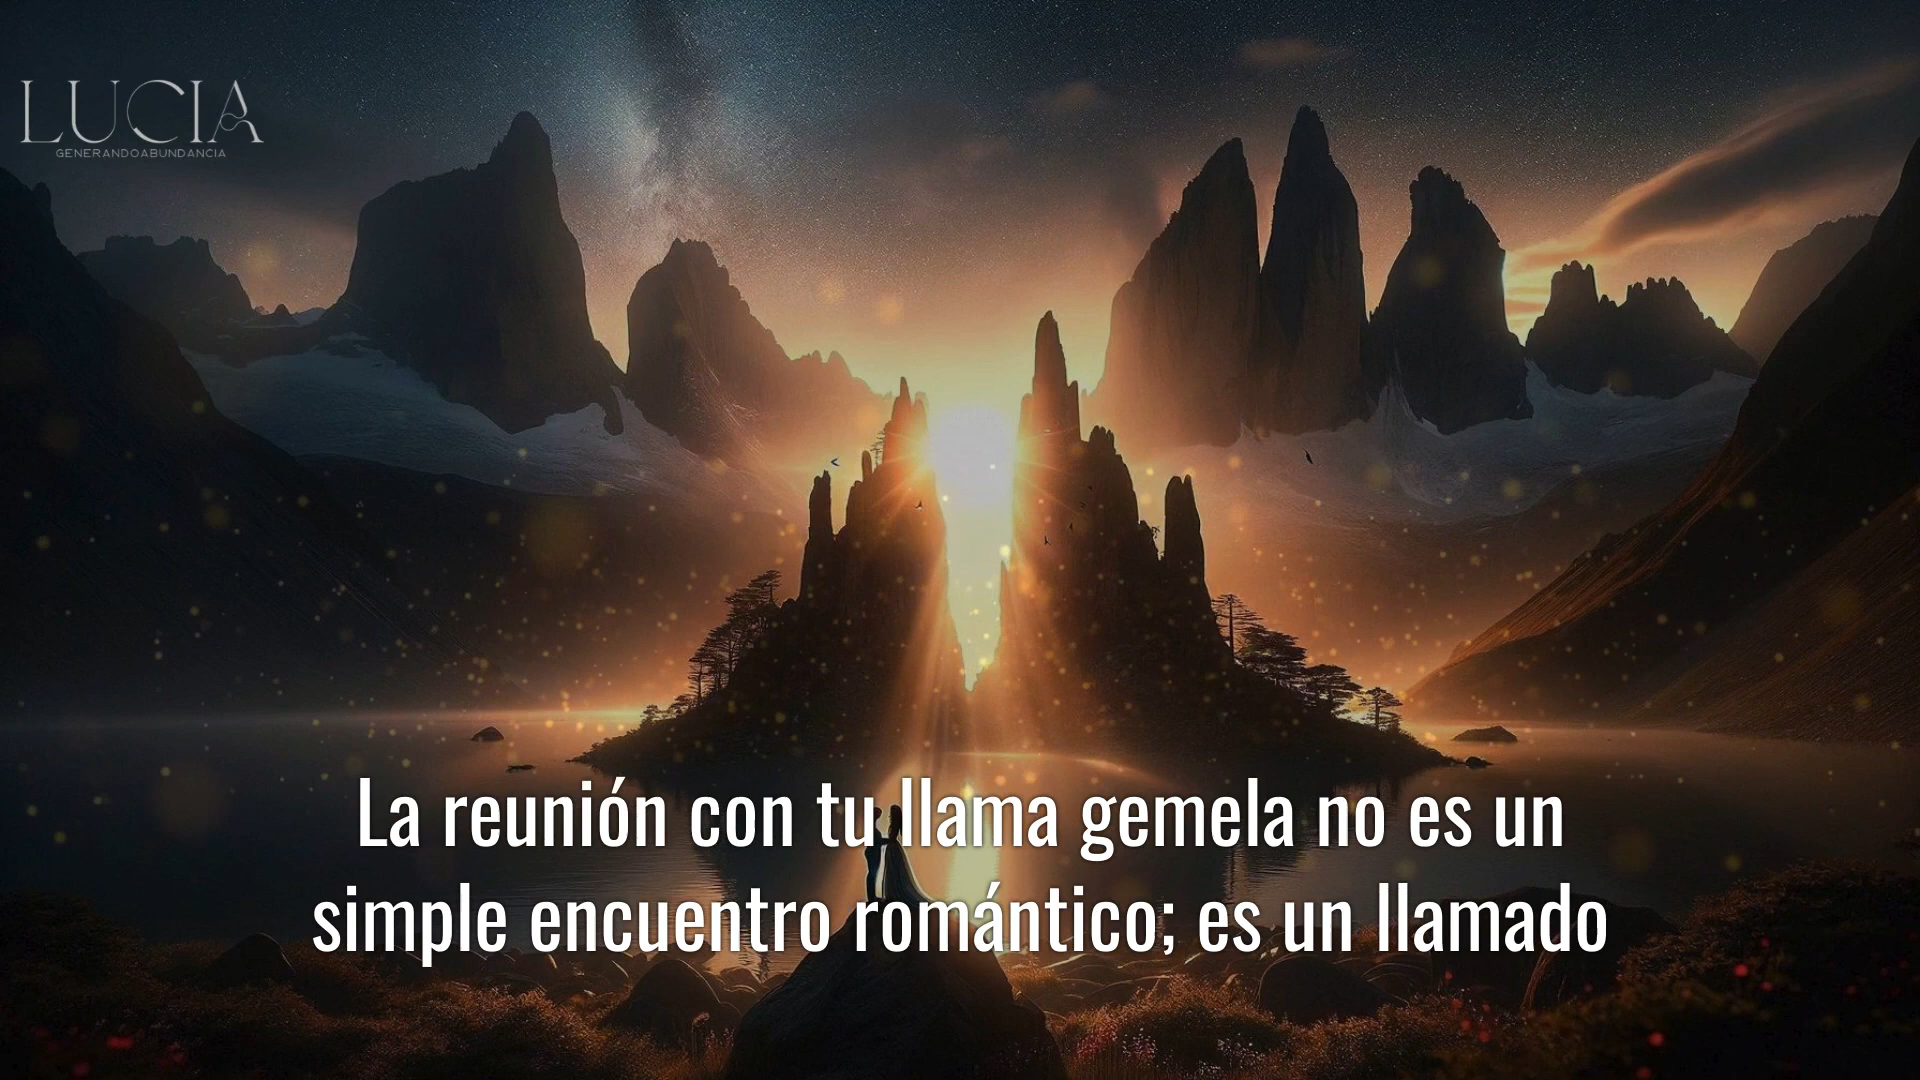 LUCIA
GENERANDOABUNDANCIA
La reunión con tu llama gemela no es un
simple encuentro romántico; es un llamado